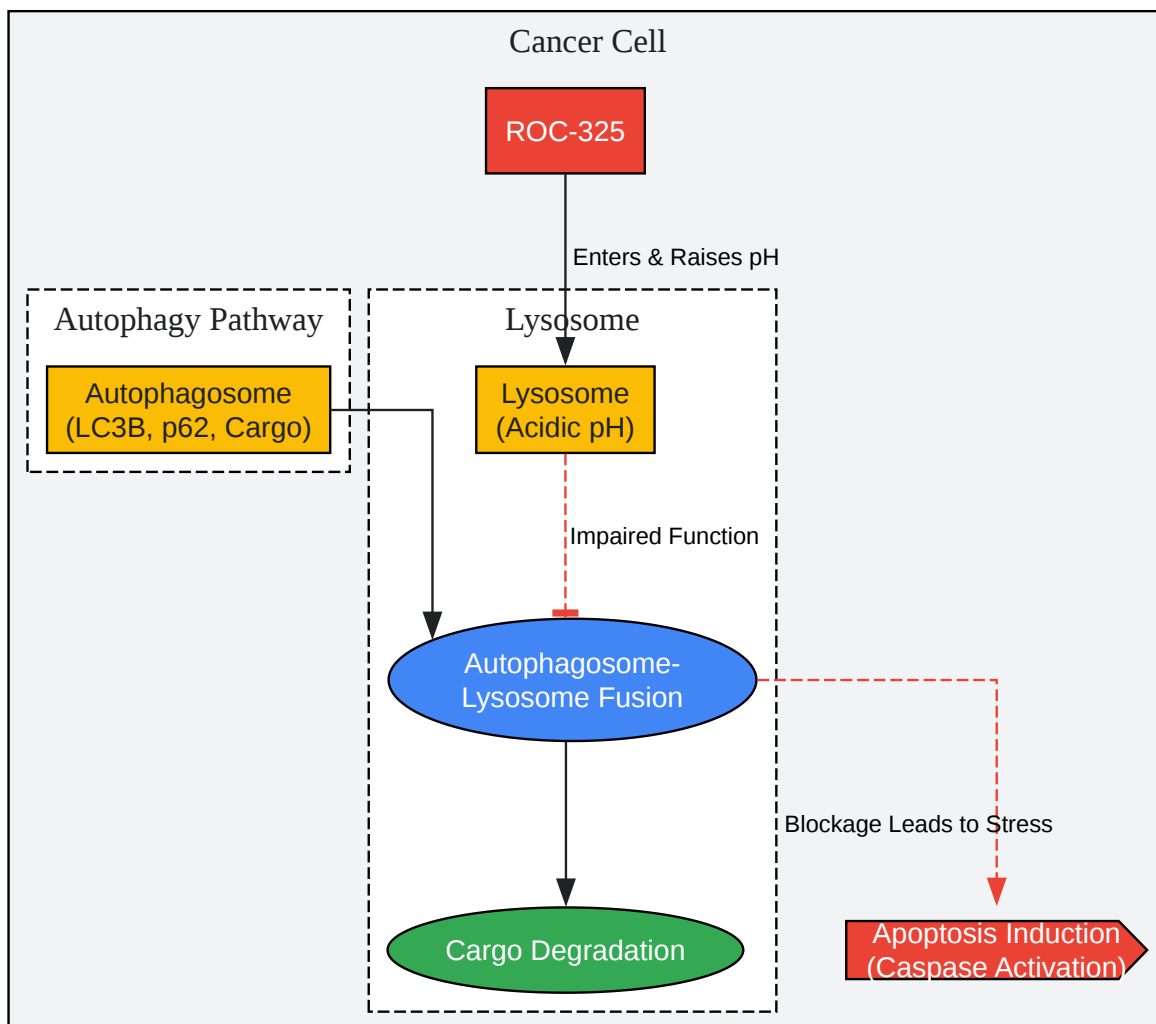 Cancer Cell
ROC-325
Enters & Raises pH
Autophagy Pathway
Lysosome
Autophagosome
(LC3B, p62, Cargo)
Lysosome
(Acidic pH)
Impaired Function
Autophagosome-
Lysosome Fusion
Blockage Leads to Stress
Cargo Degradation
Apoptosis Induction
(Caspase Activation)